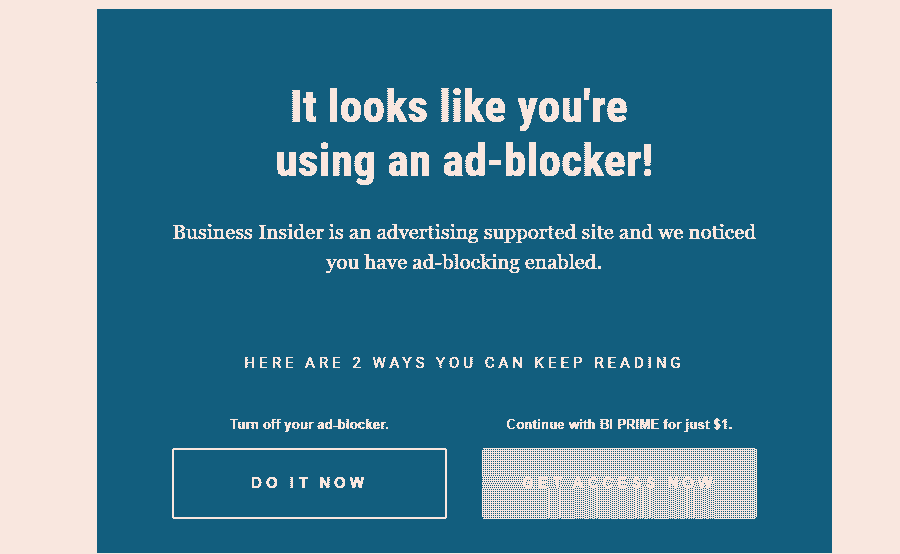 It looks like you're
using an ad-blocker!
Business Insider is an advertising supported site and we noticed
you have ad-blocking enabled.
HERE ARE 2 WAYS YOU CAN KEEP READING
Turn off your ad-blocker.
Continue with BI PRIME for just $1.
DO IT NOW
GET ACCESS NOW